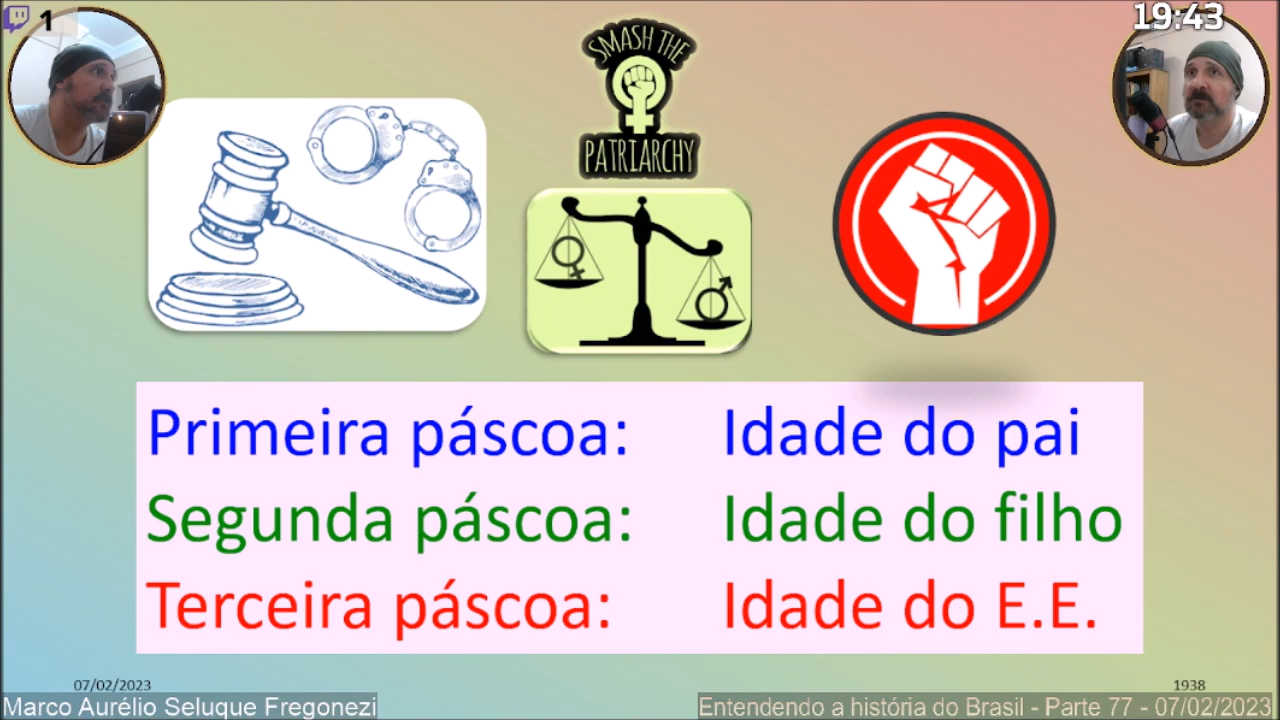 1
19:43
SMASH THE
PATRIARCHY
Primeira páscoa: Idade do pai
Segunda páscoa: Idade do filho
Terceira páscoa: Idade do E.E.
07/02/2023
1938
Marco Aurélio Seluque Fregonezi
Entendendo a história do Brasil - Parte 77 - 07/02/2023